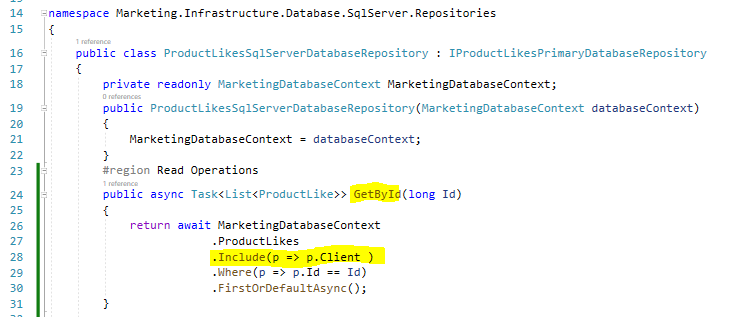 14 namespace Marketing.Infrastructure.Database.SqlServer.Repositories
15 {
1 reference
16 public class ProductLikesSqlServerDatabaseRepository : IProductLikesPrimaryDatabaseRepository
17 {
18 private readonly MarketingDatabaseContext MarketingDatabaseContext;
0 references
19 public ProductLikesSqlServerDatabaseRepository(MarketingDatabaseContext databaseContext)
20 {
21 MarketingDatabaseContext = databaseContext;
22 }
23 #region Read Operations
1 reference
24 public async Task<List<ProductLike>> GetById(long Id)
25 {
26 return await MarketingDatabaseContext
27 .ProductLikes
28 .Include(p => p.Client )
29 .Where(p => p.Id == Id)
30 .FirstOrDefaultAsync();
31 }